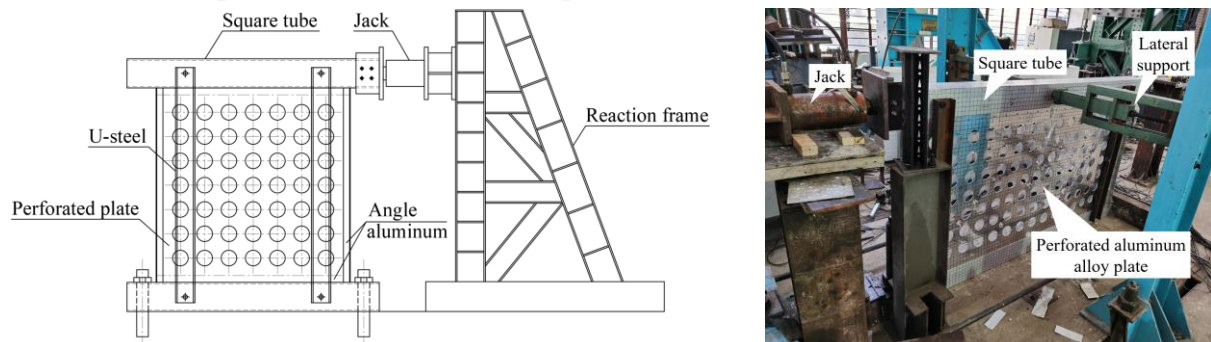 Square tube
Jack
Reaction frame
U-steel
Perforated plate
Angle
aluminum
Jack
Square tube
Lateral
support
Perforated aluminum
alloy plate